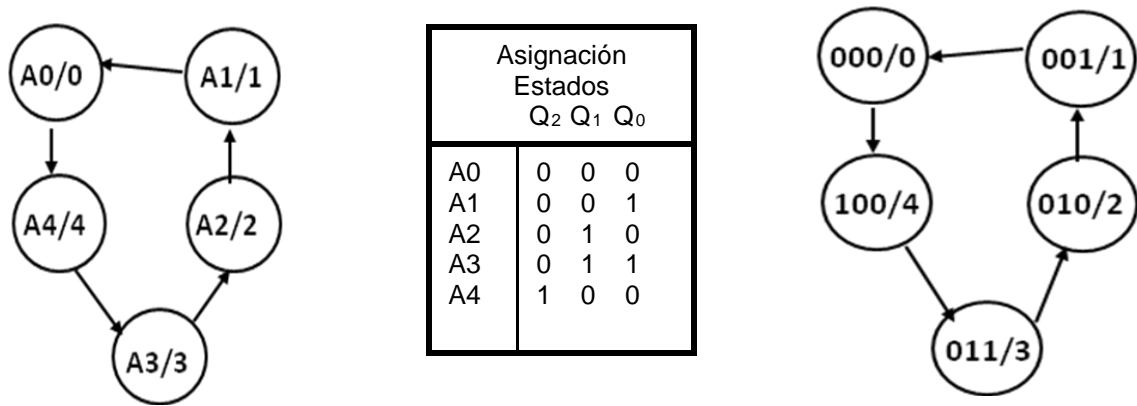 A0/0
A1/1
A4/4
A2/2
A3/3
Asignación
Estados
Q₂ Q₁ Q₀
A0 0 0 0
A1 0 0 1
A2 0 1 0
A3 0 1 1
A4 1 0 0
000/0
001/1
100/4
010/2
011/3